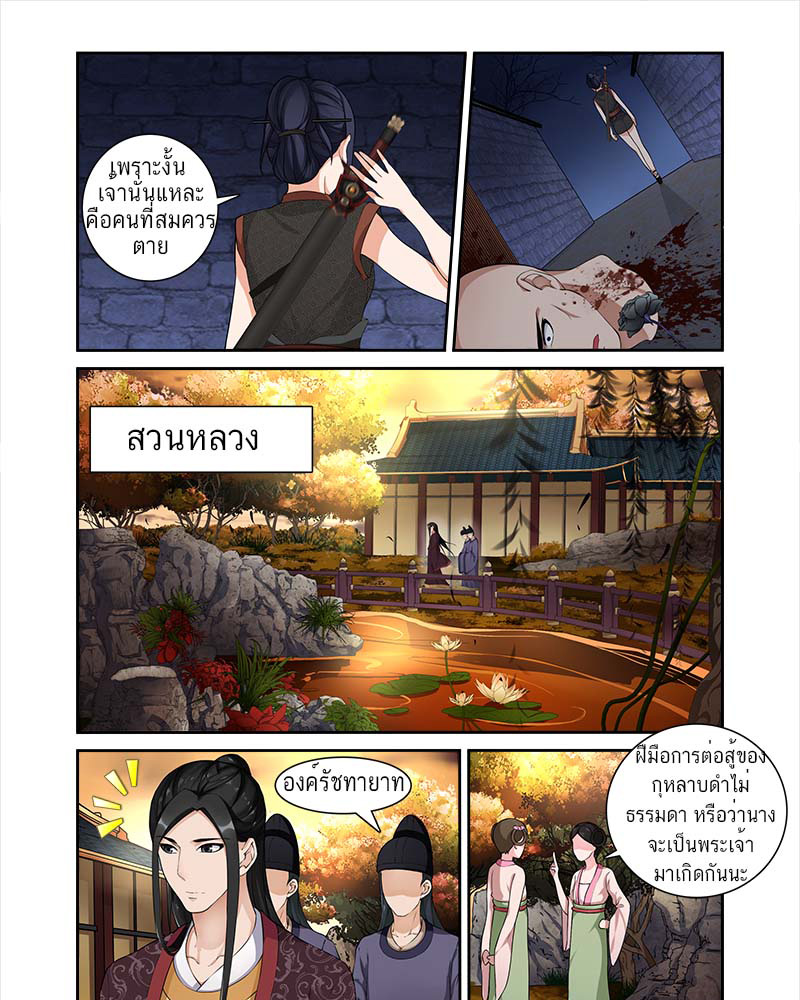 เพราะงั้น
เจ้านั่นแหละ
คือคนที่สมควร
ตาย
สวนหลวง
องค์รัชทายาท
ฝีมือการต่อสู้ของ
กุหลาบดำไม่
ธรรมดา หรือว่านาง
จะเป็นพระเจ้า
มาเกิดกันนะ